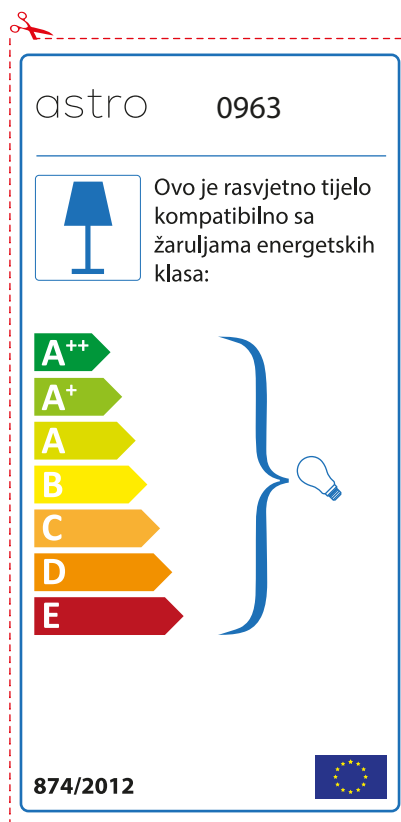 astro 0963
Ovo je rasvjetno tijelo
kompatibilno sa
žaruljama energetskih
klasa:
A++
A+
A
B
C
D
E
874/2012